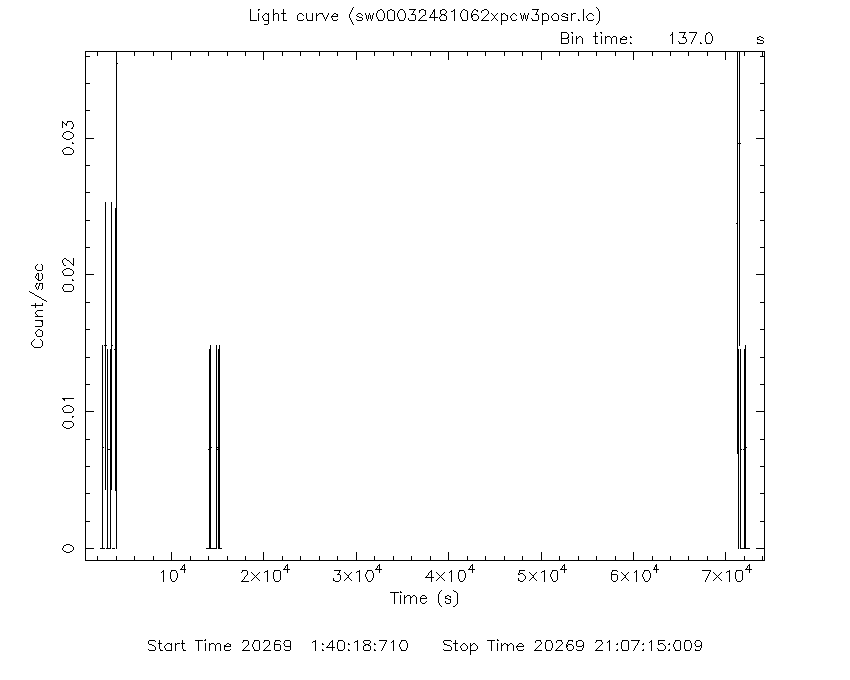 Light curve (sw00032481062xpcw3posr.lc)
Bin time: 137.0 s
Count/sec
0.03
0.02
0.01
0
10⁴ 2×10⁴ 3×10⁴ 4×10⁴ 5×10⁴ 6×10⁴ 7×10⁴
Time (s)
Start Time 20269 1:40:18:710 Stop Time 20269 21:07:15:009